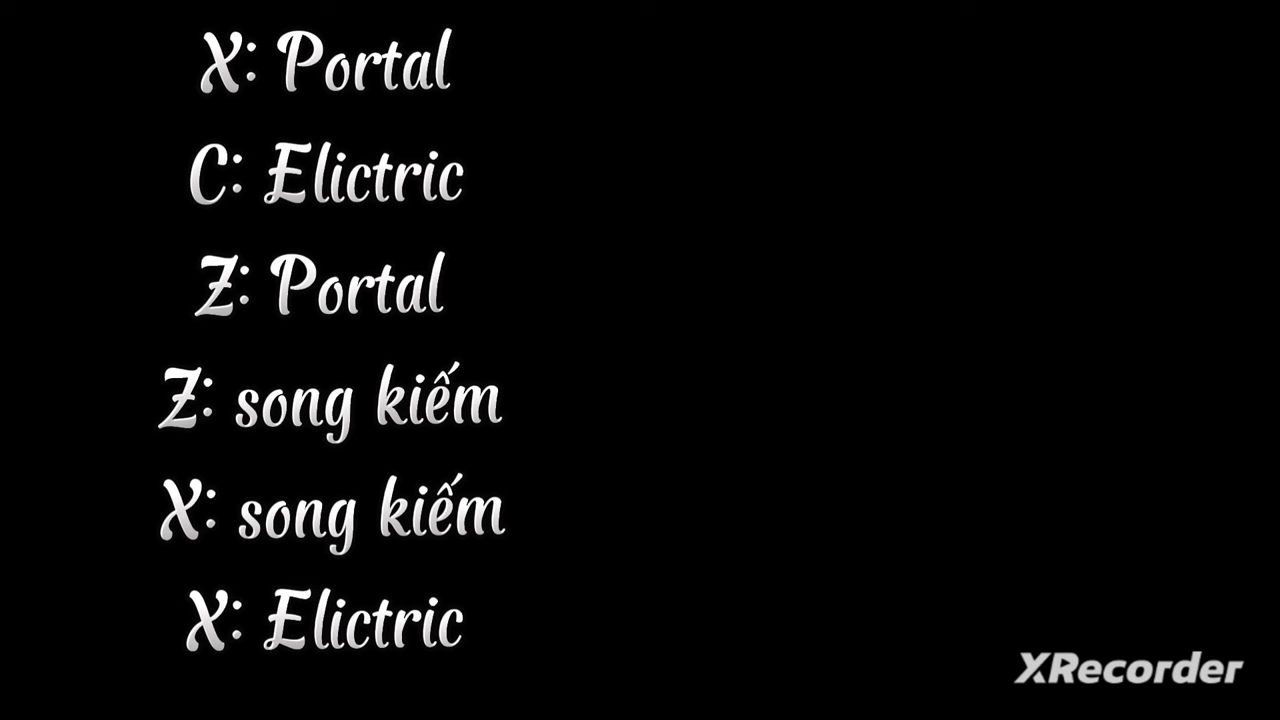 X: Portal
C: Elictric
Z: Portal
Z: song kiếm
X: song kiếm
X: Elictric
XRecorder